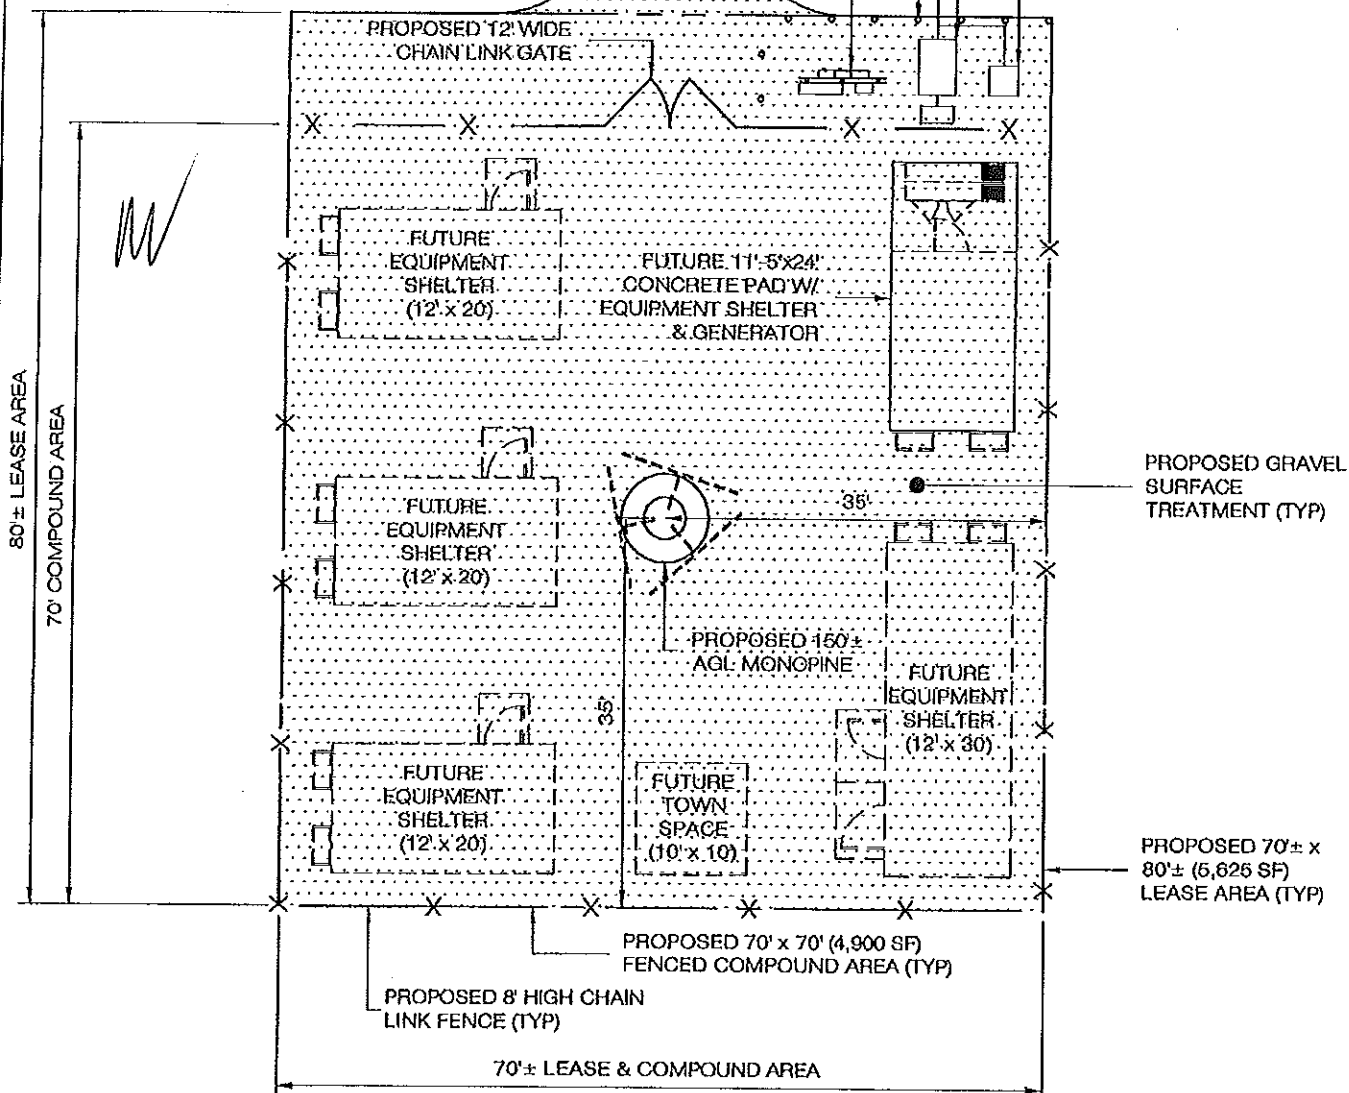 PROPOSED 12' WIDE
CHAIN LINK GATE
FUTURE
EQUIPMENT
SHELTER
(12' x 20')
FUTURE 11'-5"x24'
CONCRETE PAD W/
EQUIPMENT SHELTER
& GENERATOR
80'± LEASE AREA
70' COMPOUND AREA
PROPOSED GRAVEL
SURFACE
TREATMENT (TYP)
35'
FUTURE
EQUIPMENT
SHELTER
(12' x 20')
PROPOSED 150'±
AGL MONOPINE
35'
FUTURE
EQUIPMENT
SHELTER
(12' x 30')
FUTURE
EQUIPMENT
SHELTER
(12' x 20')
FUTURE
TOWN
SPACE
(10' x 10')
PROPOSED 70'± x
80'± (5,625 SF)
LEASE AREA (TYP)
PROPOSED 70' x 70' (4,900 SF)
FENCED COMPOUND AREA (TYP)
PROPOSED 8' HIGH CHAIN
LINK FENCE (TYP)
70'± LEASE & COMPOUND AREA